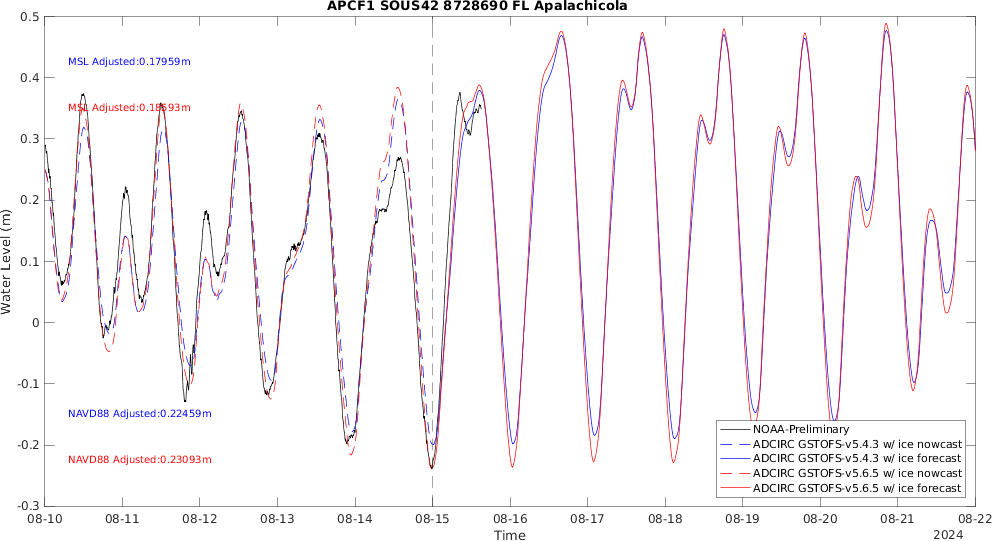 APCF1 SOUS42 8728690 FL Apalachicola
0.5
0.4
0.3
0.2
0.1
0
-0.1
-0.2
-0.3
Water Level (m)
MSL Adjusted:0.17959m
MSL Adjusted:0.18593m
NAVD88 Adjusted:0.22459m
NAVD88 Adjusted:0.23093m
NOAA-Preliminary
ADCIRC GSTOFS-v5.4.3 w/ ice nowcast
ADCIRC GSTOFS-v5.4.3 w/ ice forecast
ADCIRC GSTOFS-v5.6.5 w/ ice nowcast
ADCIRC GSTOFS-v5.6.5 w/ ice forecast
08-10 08-11 08-12 08-13 08-14 08-15 08-16 08-17 08-18 08-19 08-20 08-21 08-22
Time
2024